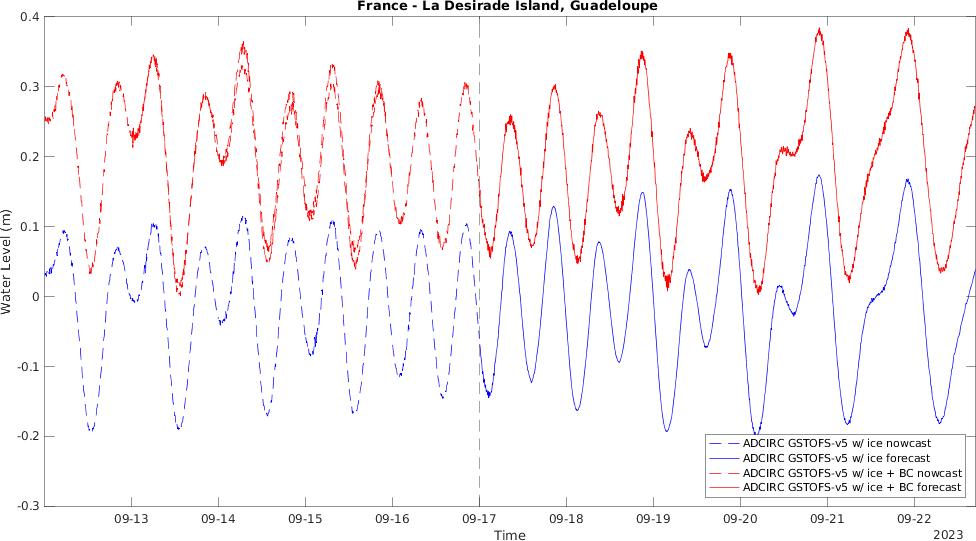 France - La Desirade Island, Guadeloupe
0.4
0.3
0.2
0.1
0
-0.1
-0.2
-0.3
Water Level (m)
ADCIRC GSTOFS-v5 w/ ice nowcast
ADCIRC GSTOFS-v5 w/ ice forecast
ADCIRC GSTOFS-v5 w/ ice + BC nowcast
ADCIRC GSTOFS-v5 w/ ice + BC forecast
09-13 09-14 09-15 09-16 09-17 09-18 09-19 09-20 09-21 09-22
Time
2023